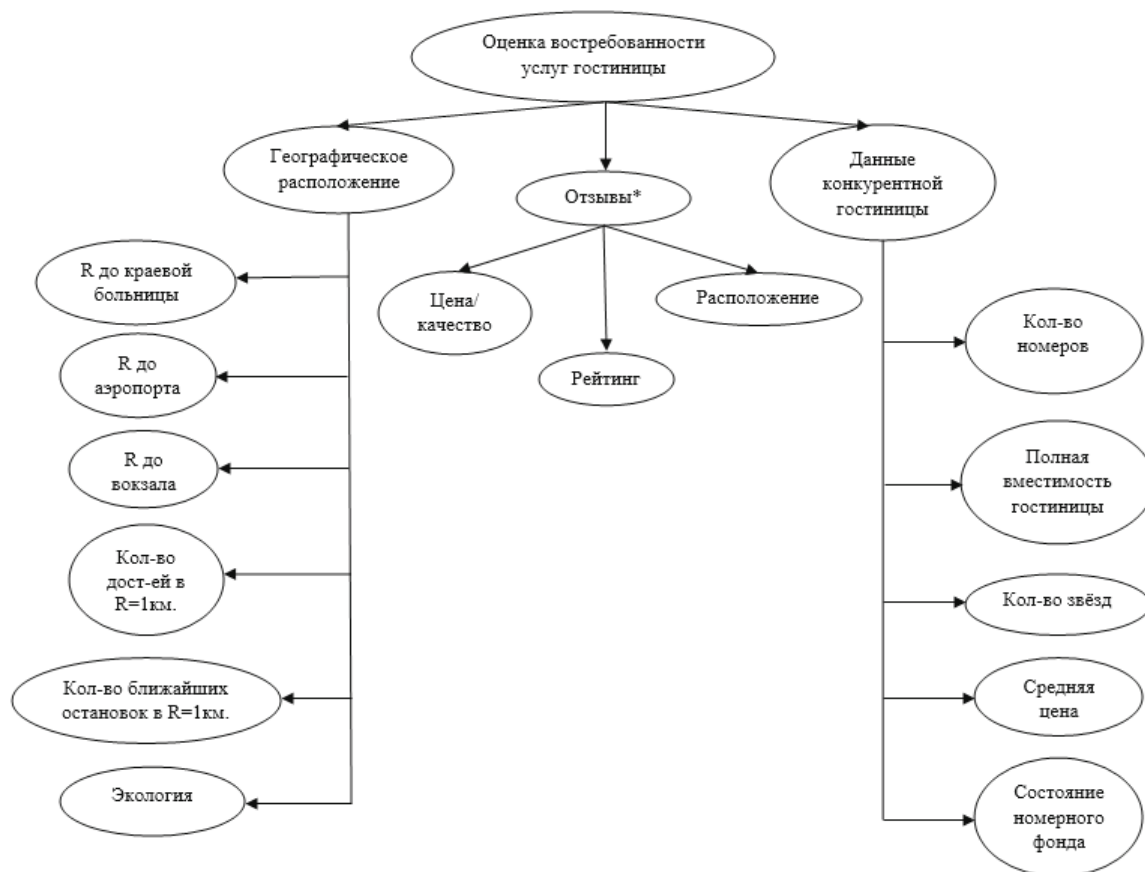 Оценка востребованности
услуг гостиницы
Географическое
расположение
Отзывы*
Данные
конкурентной
гостиницы
R до краевой
больницы
R до
аэропорта
R до
вокзала
Кол-во
дост-ей в
R=1км.
Кол-во ближайших
остановок в R=1км.
Экология
Цена/
качество
Рейтинг
Расположение
Кол-во
номеров
Полная
вместимость
гостиницы
Кол-во звёзд
Средняя
цена
Состояние
номерного
фонда